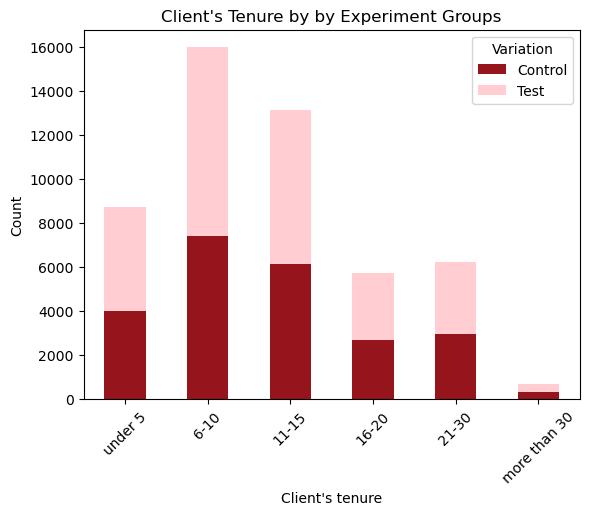 Client's Tenure by by Experiment Groups
Variation
Control
Test
16000
14000
12000
10000
8000
6000
4000
2000
0
Count
under 5
6-10
11-15
16-20
21-30
more than 30
Client's tenure